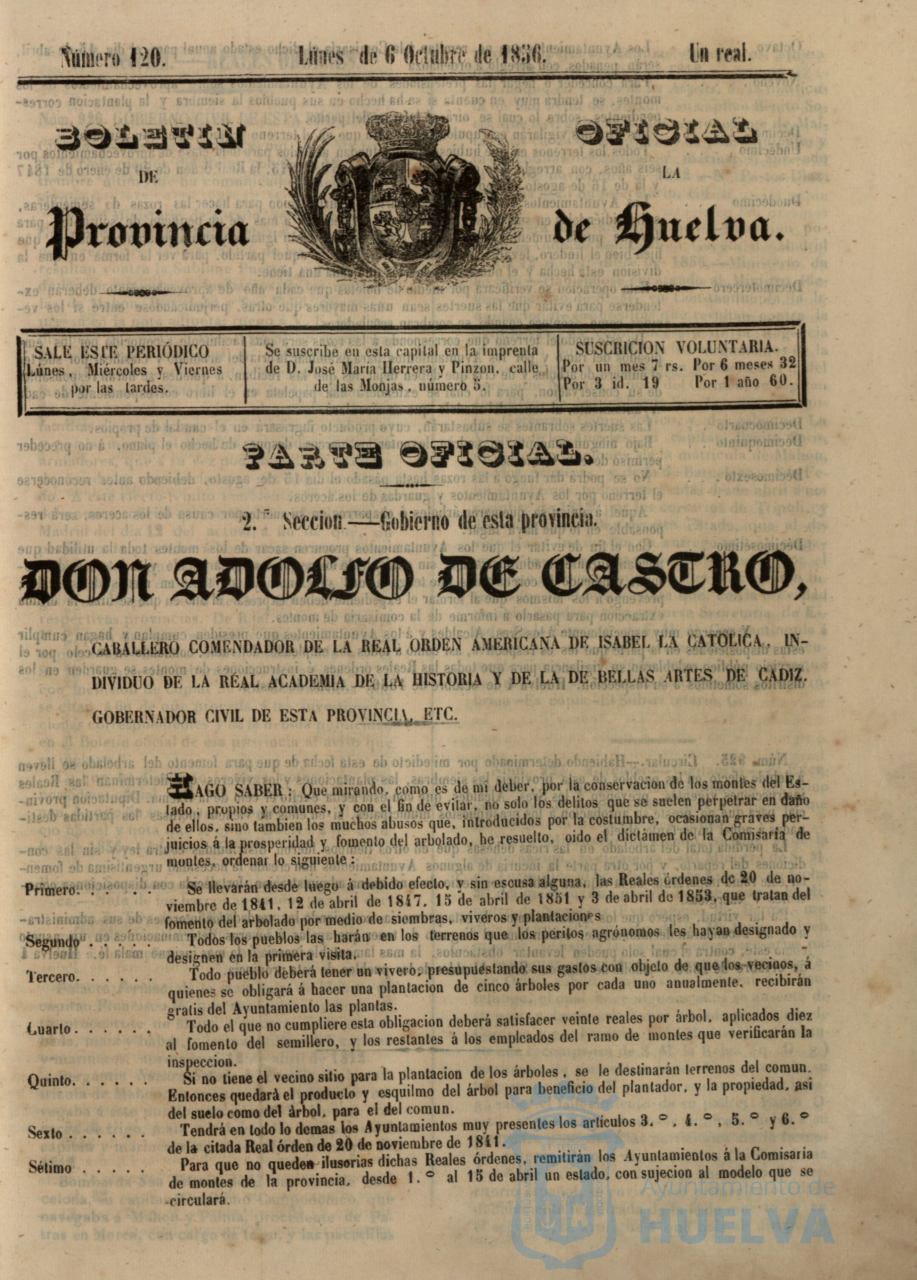 Número 120. Lúnes de 6 Octubre de 1856. Un real.
BOLETIN OFICIAL
DE LA
Provincia de Huelva.
SALE ESTE PERIÓDICO
Lúnes, Miércoles y Viernes
por las tardes.
Se suscribe en esta capital en la imprenta
de D. José María Herrera y Pinzon, calle
de las Monjas, número 5.
SUSCRICION VOLUNTARIA.
Por un mes 7 rs. Por 6 meses 32
Por 3 id. 19 Por 1 año 60.
PARTE OFICIAL.
2.ª Seccion.—Gobierno de esta provincia.
DON ADOLFO DE CASTRO,
CABALLERO COMENDADOR DE LA REAL ORDEN AMERICANA DE ISABEL LA CATOLICA, IN-
DIVIDUO DE LA REAL ACADEMIA DE LA HISTORIA Y DE LA DE BELLAS ARTES DE CADIZ,
GOBERNADOR CIVIL DE ESTA PROVINCIA, ETC.
HAGO SABER: Que mirando, como es de mi deber, por la conservacion de los montes del Es-
tado, propios y comunes, y con el fin de evitar, no solo los delitos que se suelen perpetrar en daño
de ellos, sino tambien los muchos abusos que, introducidos por la costumbre, ocasionan graves per-
juicios á la prosperidad y fomento del arbolado, he resuelto, oido el dictámen de la Comisaría de
montes, ordenar lo siguiente:
Primero. . . . . . Se llevarán desde luego á debido efecto, y sin escusa alguna, las Reales órdenes de 20 de no-
viembre de 1841, 12 de abril de 1847, 15 de abril de 1851 y 3 de abril de 1853, que tratan del
fomento del arbolado por medio de siembras, viveros y plantaciones
Segundo . . . . . Todos los pueblos las harán en los terrenos que los peritos agrónomos les hayan designado y
designen en la primera visita.
Tercero. . . . . . Todo pueblo deberá tener un vivero, presupuestando sus gastos con objeto de que los vecinos, á
quienes se obligará á hacer una plantacion de cinco árboles por cada uno anualmente, recibirán
gratis del Ayuntamiento las plantas.
Cuarto . . . . . . Todo el que no cumpliere esta obligacion deberá satisfacer veinte reales por árbol, aplicados diez
al fomento del semillero, y los restantes á los empleados del ramo de montes que verificarán la
inspeccion.
Quinto. . . . . . Si no tiene el vecino sitio para la plantacion de los árboles, se le destinarán terrenos del comun.
Entonces quedará el producto y esquilmo del árbol para beneficio del plantador, y la propiedad, asi
del suelo como del árbol, para el del comun.
Sexto . . . . . . Tendrá en todo lo demas los Ayuntamientos muy presentes los artículos 3.º, 4.º, 5.º y 6.º
de la citada Real órden de 20 de noviembre de 1841.
Sétimo . . . . . Para que no queden ilusorias dichas Reales órdenes, remitirán los Ayuntamientos á la Comisaria
de montes de la provincia, desde 1.º al 15 de abril un estado, con sujecion al modelo que se
circulará.
Ayuntamiento de
HUELVA